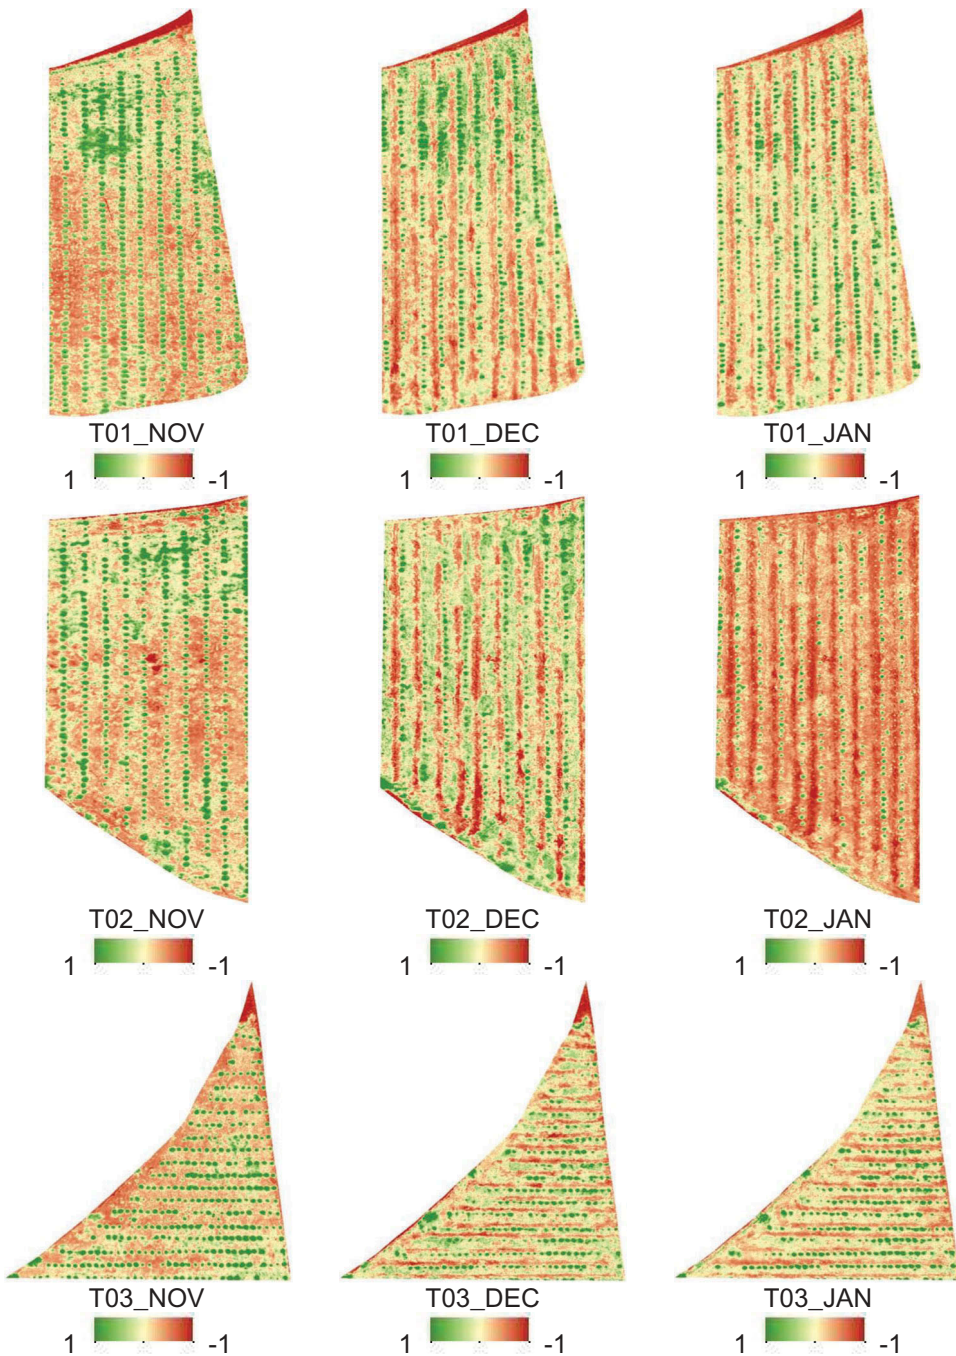 T01_NOV T01_DEC T01_JAN
1 -1 1 -1 1 -1
T02_NOV T02_DEC T02_JAN
1 -1 1 -1 1 -1
T03_NOV T03_DEC T03_JAN
1 -1 1 -1 1 -1